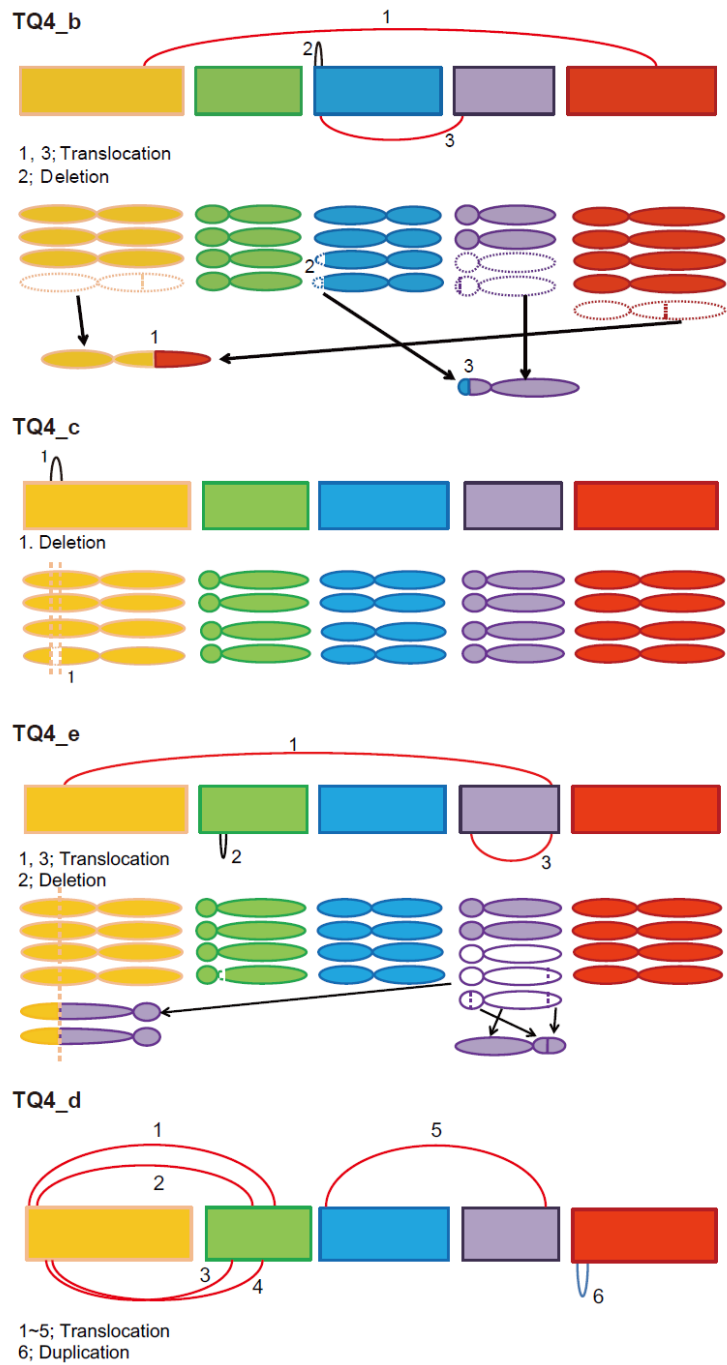 TQ4_b
1
2
3
1, 3; Translocation
2; Deletion
2
1
3
TQ4_c
1
1. Deletion
1
TQ4_e
1
2
3
1, 3; Translocation
2; Deletion
TQ4_d
1
5
2
3
4
6
1~5; Translocation
6; Duplication